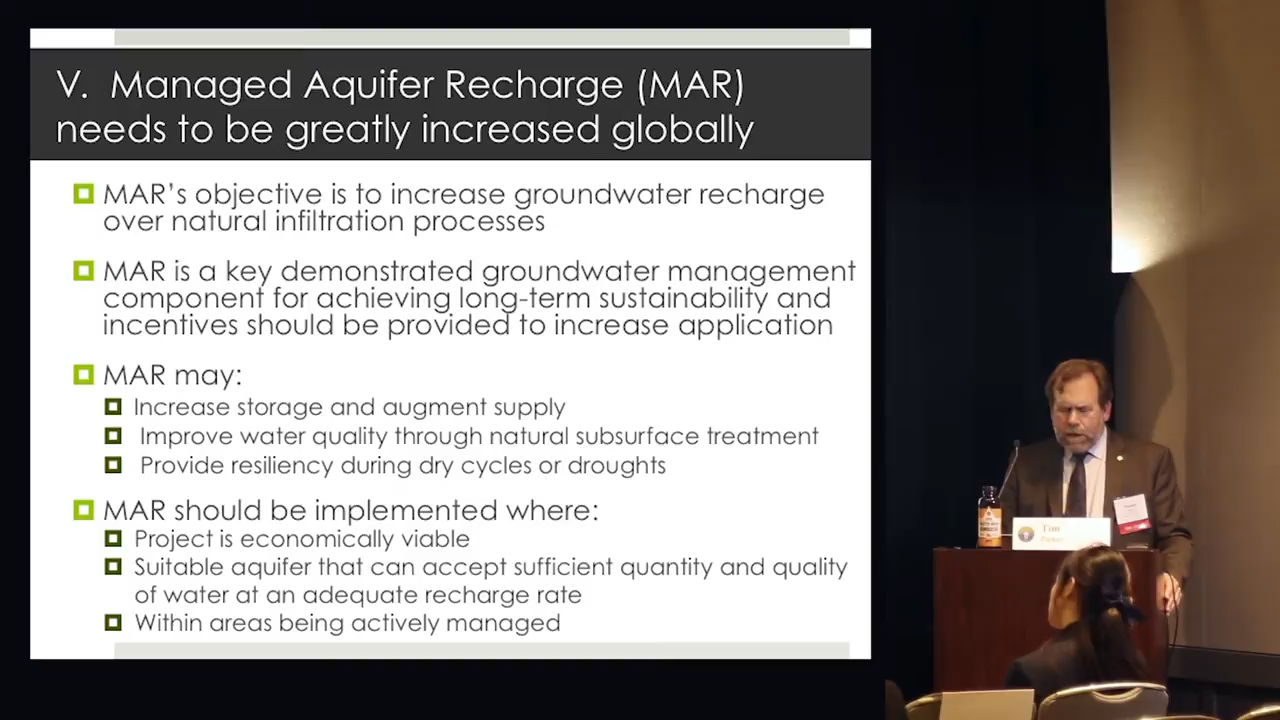 V. Managed Aquifer Recharge (MAR)
needs to be greatly increased globally
MAR's objective is to increase groundwater recharge
over natural infiltration processes
MAR is a key demonstrated groundwater management
component for achieving long-term sustainability and
incentives should be provided to increase application
MAR may:
Increase storage and augment supply
Improve water quality through natural subsurface treatment
Provide resiliency during dry cycles or droughts
MAR should be implemented where:
Project is economically viable
Suitable aquifer that can accept sufficient quantity and quality
of water at an adequate recharge rate
Within areas being actively managed
Tim
Parker